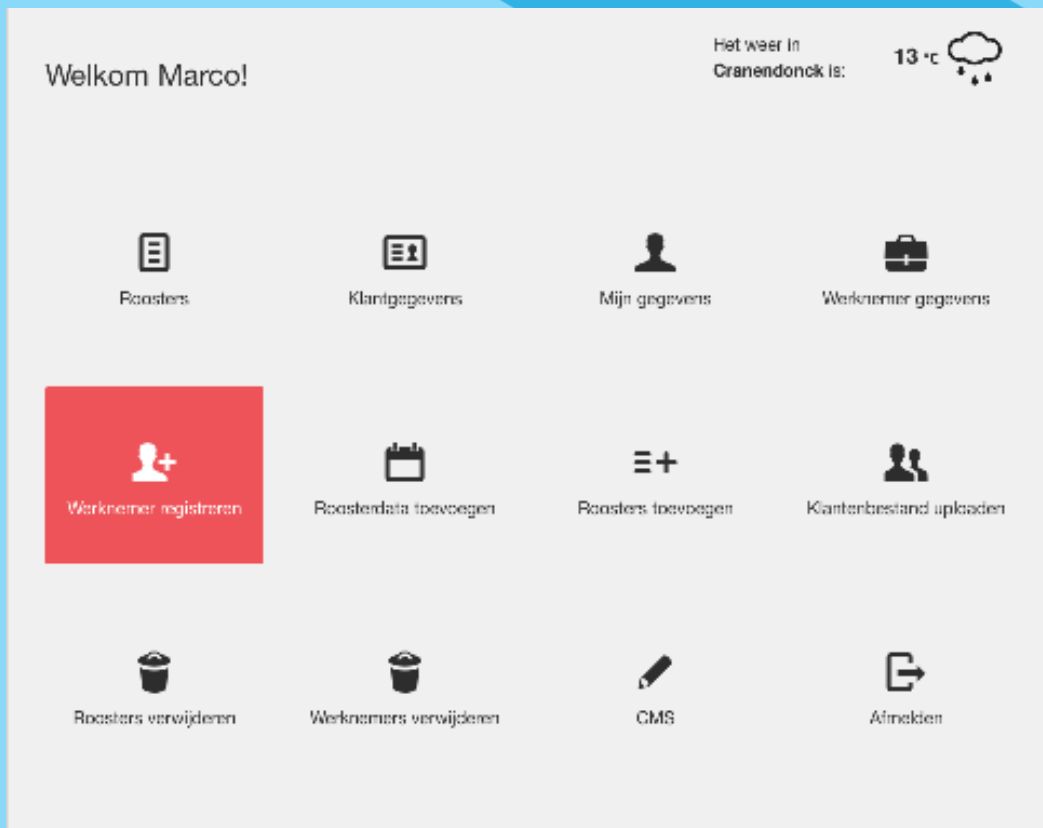 Welkom Marco!
Het weer in
Cranendonck is:
13 °C
Roosters
Klantgegevens
Mijn gegevens
Werknemer gegevens
Werknemer registreren
Roosterdata toevoegen
Roosters toevoegen
Klantenbestand uploaden
Roosters verwijderen
Werknemers verwijderen
CMS
Afmelden